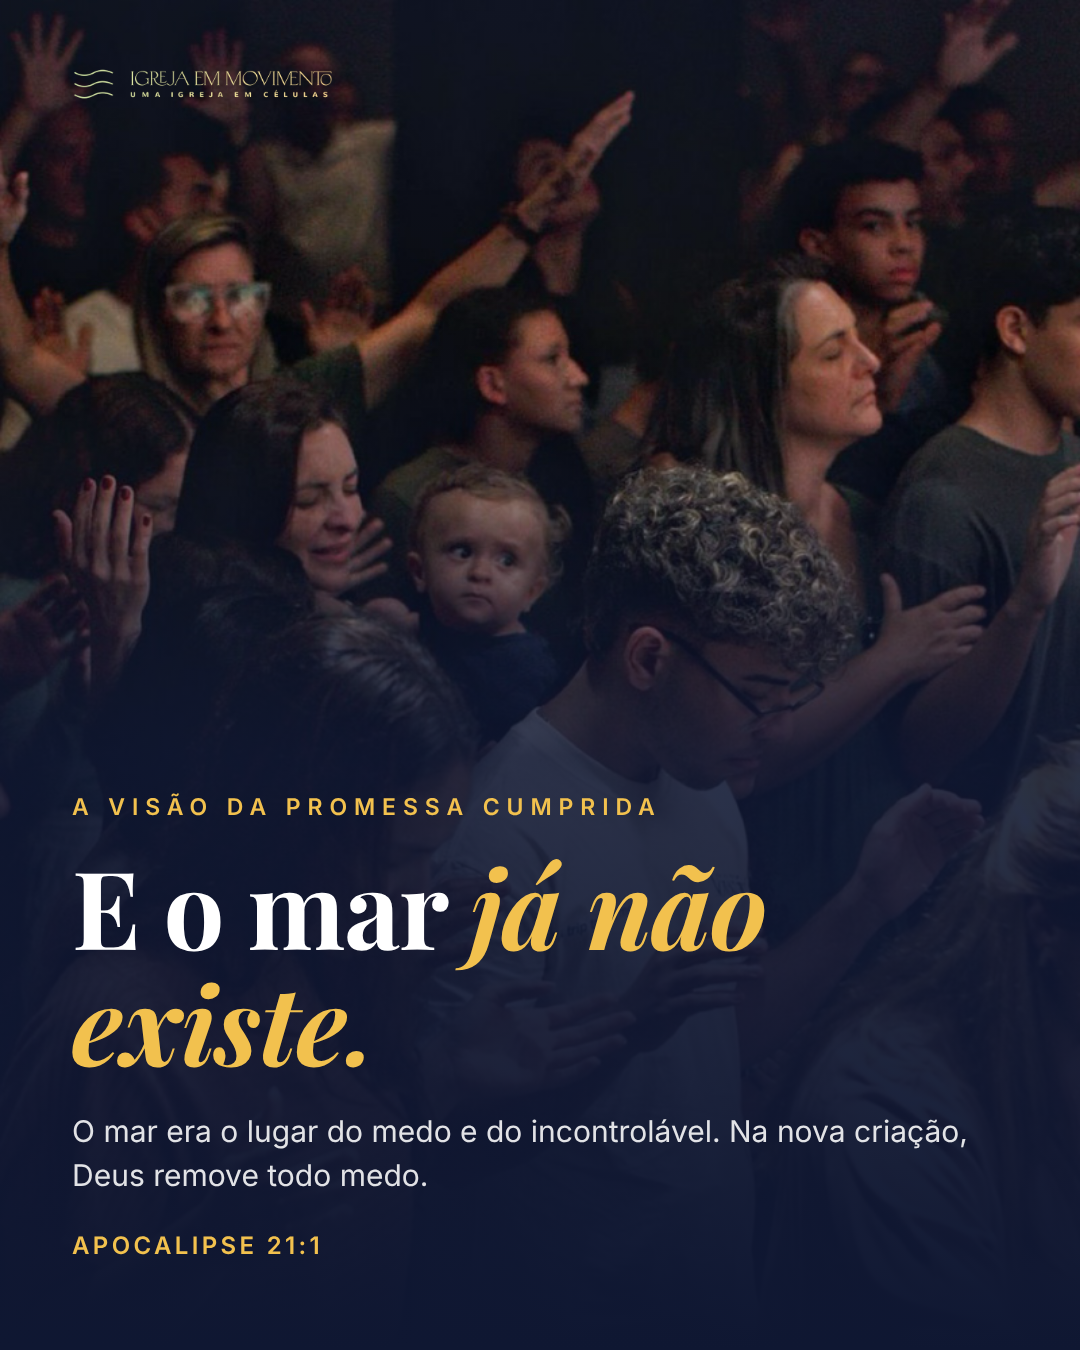 IGREJA EM MOVIMENTO
UMA IGREJA EM CÉLULAS
A VISÃO DA PROMESSA CUMPRIDA
E o mar já não
existe.
O mar era o lugar do medo e do incontrolável. Na nova criação,
Deus remove todo medo.
APOCALIPSE 21:1